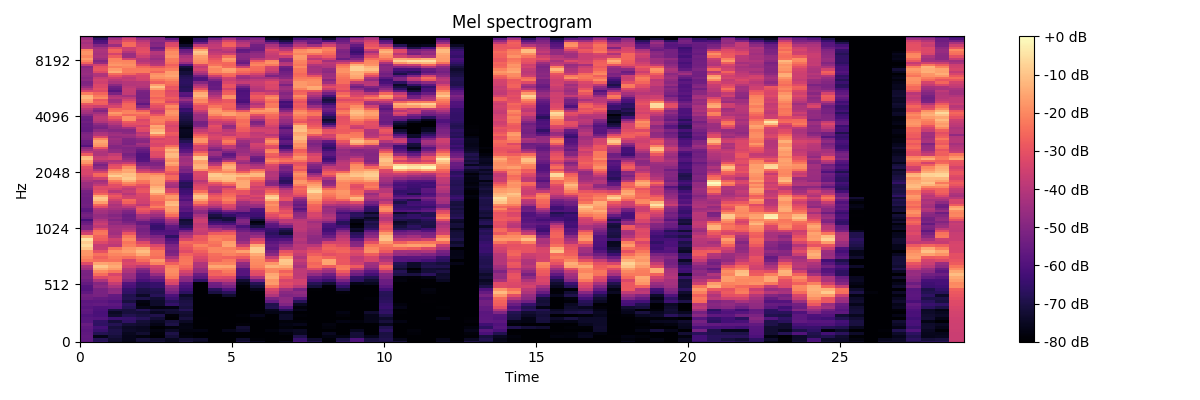 Mel spectrogram
Hz
8192
4096
2048
1024
512
0
0 5 10 15 20 25
Time
+0 dB
-10 dB
-20 dB
-30 dB
-40 dB
-50 dB
-60 dB
-70 dB
-80 dB